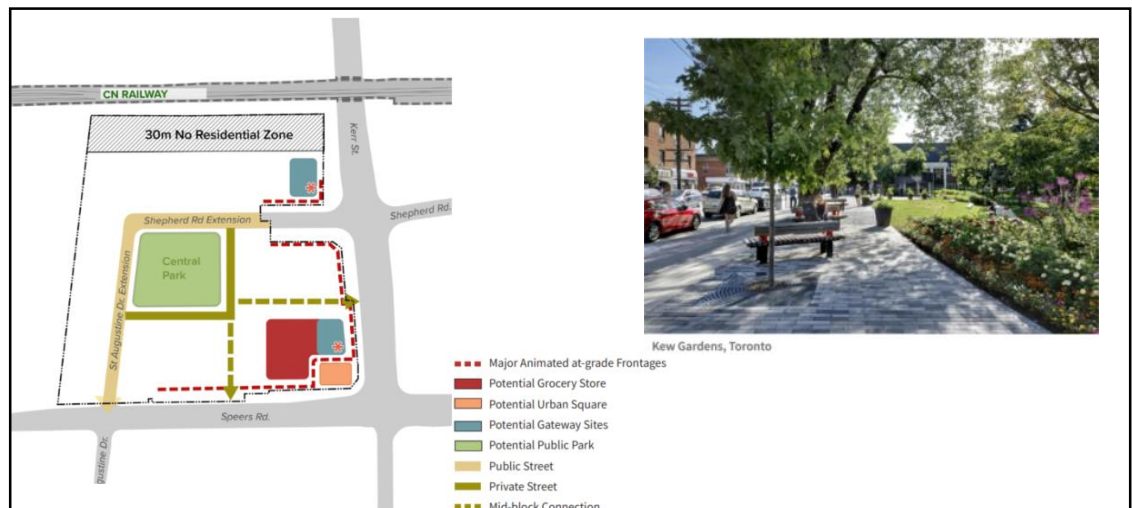 CN RAILWAY
30m No Residential Zone
Kerr St.
Shepherd Rd Extension
Shepherd Rd.
Central
Park
St Augustine Dr. Extension
Speers Rd.
gustine Dr.
Kew Gardens, Toronto
Major Animated at-grade Frontages
Potential Grocery Store
Potential Urban Square
Potential Gateway Sites
Potential Public Park
Public Street
Private Street
Mid-block Connection